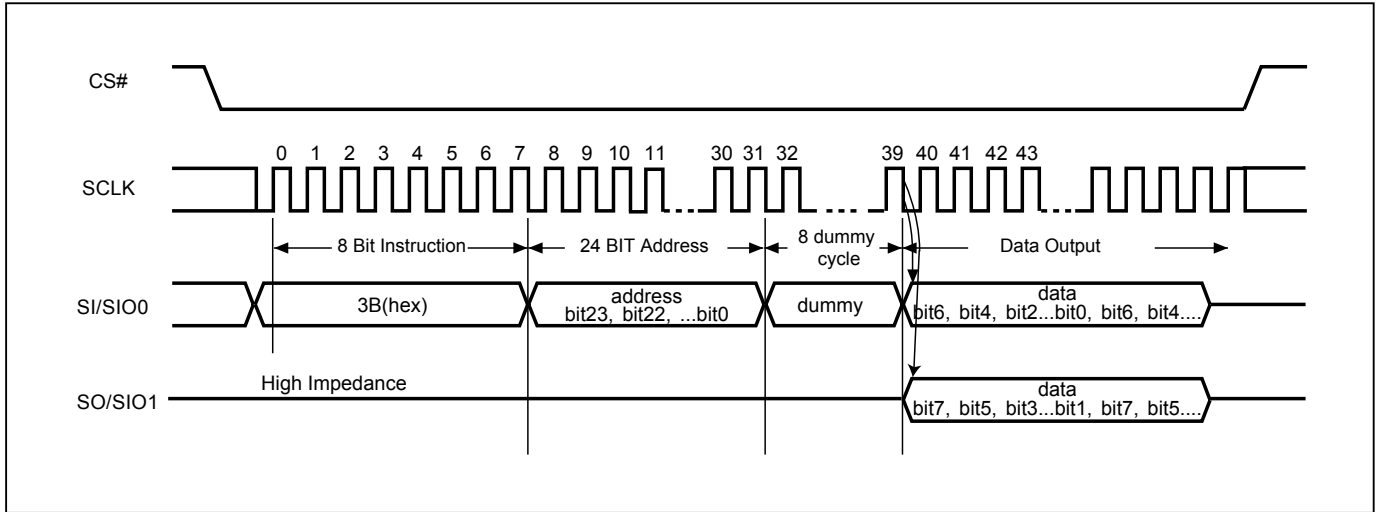 CS#
0 1 2 3 4 5 6 7 8 9 10 11 30 31 32 39 40 41 42 43
SCLK
8 Bit Instruction 24 BIT Address 8 dummy cycle Data Output
SI/SIO0 3B(hex) address dummy data
bit23, bit22, ...bit0 bit6, bit4, bit2...bit0, bit6, bit4....
High Impedance
SO/SIO1 data
bit7, bit5, bit3...bit1, bit7, bit5....